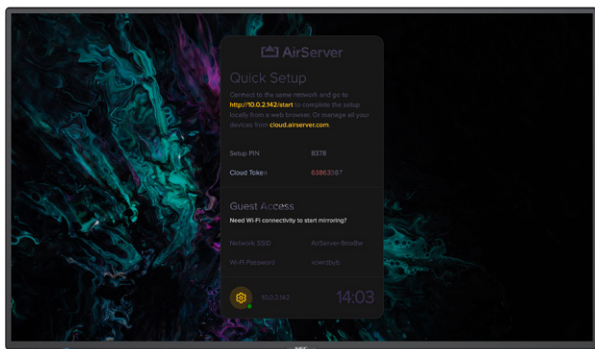 AirServer
Quick Setup
Connect to the same network and go to
http://10.0.2.142/start to complete the setup
locally from a web browser. Or manage all your
devices from cloud.airserver.com
Setup PIN 8378
Cloud Token 63863387
Guest Access
Need Wi-Fi connectivity to start mirroring?
Network SSID
Wi-Fi Password
10.0.2.142 14:03
NEC